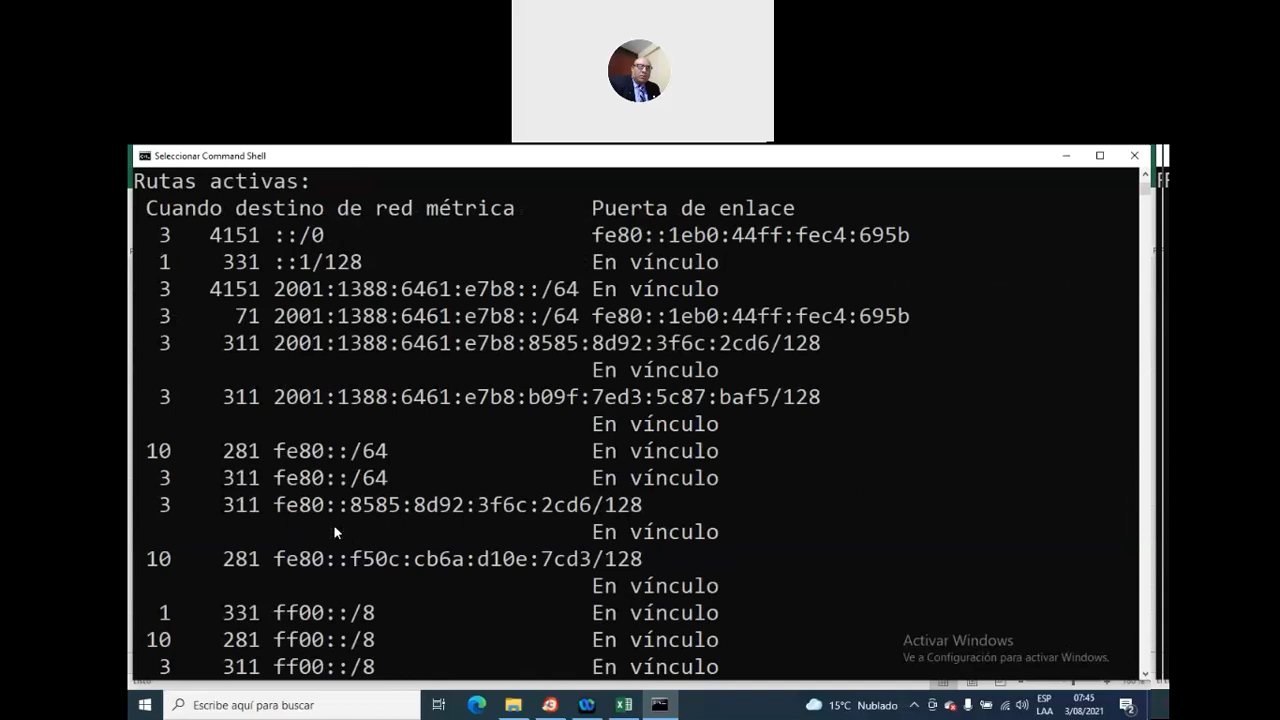 Seleccionar Command Shell
Rutas activas:
Cuando destino de red métrica Puerta de enlace
3 4151 ::/0 fe80::1eb0:44ff:fec4:695b
1 331 ::1/128 En vínculo
3 4151 2001:1388:6461:e7b8::/64 En vínculo
3 71 2001:1388:6461:e7b8::/64 fe80::1eb0:44ff:fec4:695b
3 311 2001:1388:6461:e7b8:8585:8d92:3f6c:2cd6/128
En vínculo
3 311 2001:1388:6461:e7b8:b09f:7ed3:5c87:baf5/128
En vínculo
10 281 fe80::/64 En vínculo
3 311 fe80::/64 En vínculo
3 311 fe80::8585:8d92:3f6c:2cd6/128
En vínculo
10 281 fe80::f50c:cb6a:d10e:7cd3/128
En vínculo
1 331 ff00::/8 En vínculo
10 281 ff00::/8 En vínculo
3 311 ff00::/8 En vínculo
Activar Windows
Ve a Configuración para activar Windows.
Escribe aquí para buscar
15°C Nublado
ESP
LAA
07:45
3/08/2021
2